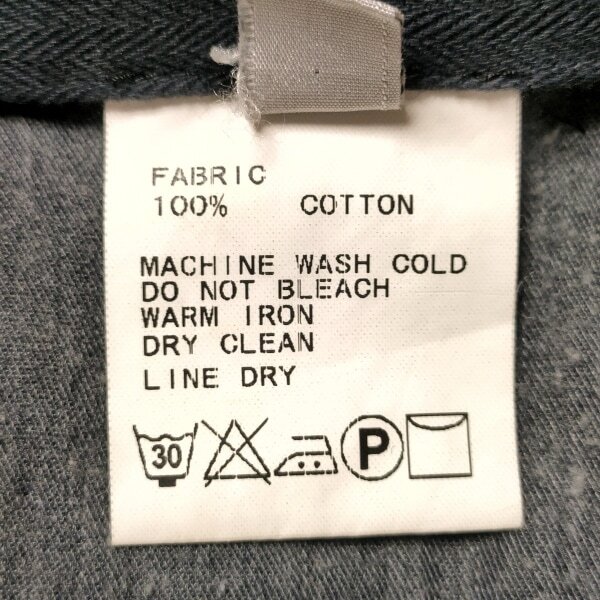 FABRIC
100% COTTON
MACHINE WASH COLD
DO NOT BLEACH
WARM IRON
DRY CLEAN
LINE DRY
30 P